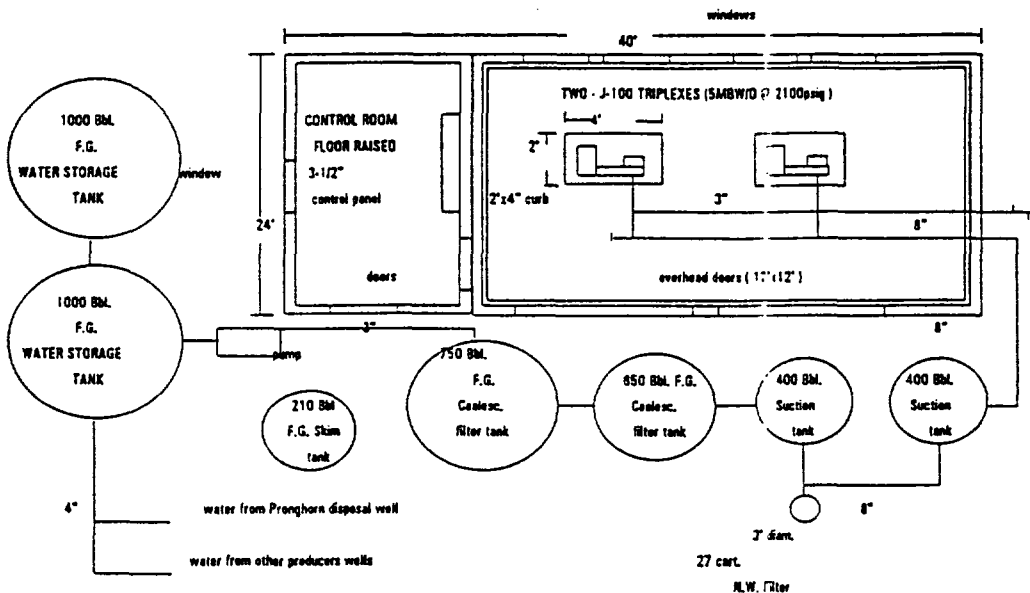 windows
40'
1000 Bbl.
F.G.
WATER STORAGE
TANK
window
24'
CONTROL ROOM
FLOOR RAISED
3-1/2"
control panel
doors
TWO - J-100 TRIPLEXES (5MBW/D @ 2100psig)
4'
2"
2"x4" curb
3"
8"
overhead doors ( 12"x12" )
1000 Bbl.
F.G.
WATER STORAGE
TANK
3"
8"
pump
750 Bbl.
F.G.
Coalesc.
filter tank
650 Bbl. F.G.
Coalesc.
filter tank
400 Bbl.
Suction
tank
400 Bbl.
Suction
tank
210 Bbl
F.G. Skim
tank
4"
water from Pronghorn disposal well
water from other producers wells
8"
3" diam.
27 cart.
Filter